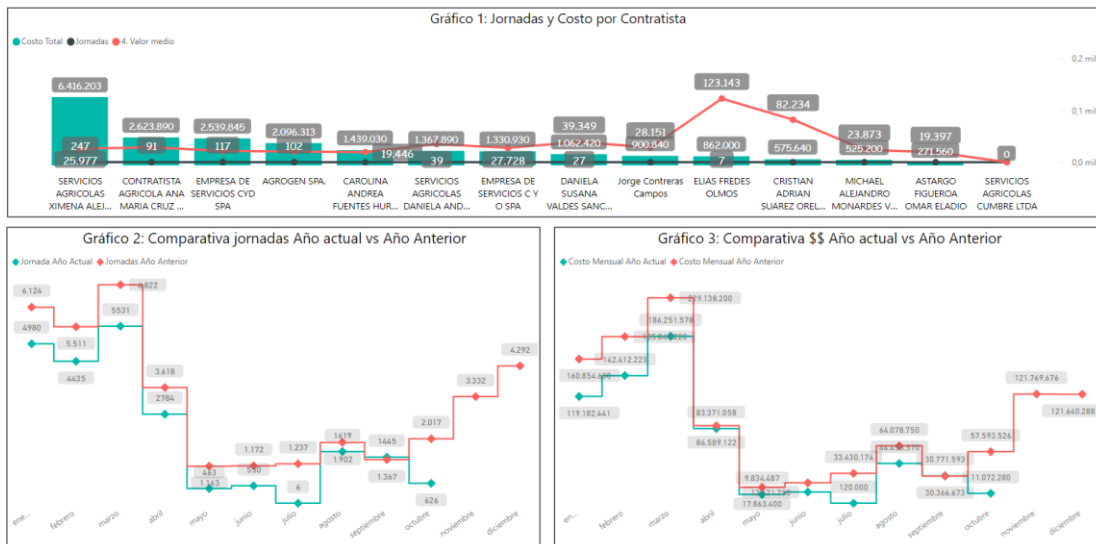 Gráfico 1: Jornadas y Costo por Contratista
Costo Total Jornadas 4. Valor medio
0,2 mil
0,1 mil
0,0 mil
6.416.203 2.623.890 2.539.845 2.096.313 1.439.030 1.367.890 1.330.930 39.349 28.151 123.143 82.234 23.873 19.397 0
247 91 117 102 19.446 1.062.420 900.840 862.000 575.640 525.200 271.560
25.977 39 27.728 27 7
SERVICIOS AGRICOLAS XIMENA ALEJ...
CONTRATISTA AGRICOLA ANA MARIA CRUZ ...
EMPRESA DE SERVICIOS CYD SPA
AGROGEN SPA.
CAROLINA ANDREA FUENTES HUR...
SERVICIOS AGRICOLAS DANIELA AND...
EMPRESA DE SERVICIOS C Y O SPA
DANIELA SUSANA VALDES SANC...
Jorge Contreras Campos
ELIAS FREDES OLMOS
CRISTIAN ADRIAN SUAREZ OREL...
MICHAEL ALEJANDRO MONARDES V...
ASTARGO FIGUEROA OMAR ELADIO
SERVICIOS AGRICOLAS CUMBRE LTDA
Gráfico 2: Comparativa jornadas Año actual vs Año Anterior
Jornada Año Actual Jornadas Año Anterior
6.124 5.511 6.822 3.618 463 1.172 1.237 1619 1445 2.017 3.332 4.292
4980 4435 5531 2784 1.163 550 6 1.902 1.367 626
ene... febrero marzo abril mayo junio julio agosto septiembre octubre noviembre diciembre
Gráfico 3: Comparativa $$ Año actual vs Año Anterior
Costo Mensual Año Actual Costo Mensual Año Anterior
160.854.630 142.412.223 229.138.200 83.371.058 9.834.487 33.430.174 64.078.750 30.771.593 57.593.526 121.769.676 121.640.288
119.182.441 186.251.578 86.589.122 17.863.400 120.000 30.366.673 11.072.280
en... febrero marzo abril mayo junio julio agosto septiembre octubre noviembre diciembre